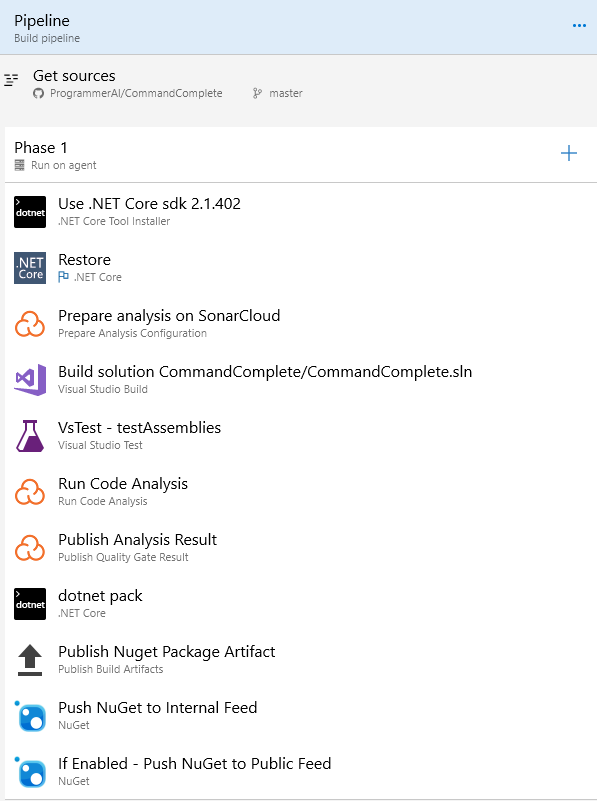 Pipeline
Build pipeline
Get sources
ProgrammerAI/CommandComplete master
Phase 1
Run on agent
dotnet
Use .NET Core sdk 2.1.402
.NET Core Tool Installer
.NET
Core
Restore
.NET Core
Prepare analysis on SonarCloud
Prepare Analysis Configuration
Build solution CommandComplete/CommandComplete.sln
Visual Studio Build
VsTest - testAssemblies
Visual Studio Test
Run Code Analysis
Run Code Analysis
Publish Analysis Result
Publish Quality Gate Result
dotnet
dotnet pack
.NET Core
Publish Nuget Package Artifact
Publish Build Artifacts
Push NuGet to Internal Feed
NuGet
If Enabled - Push NuGet to Public Feed
NuGet